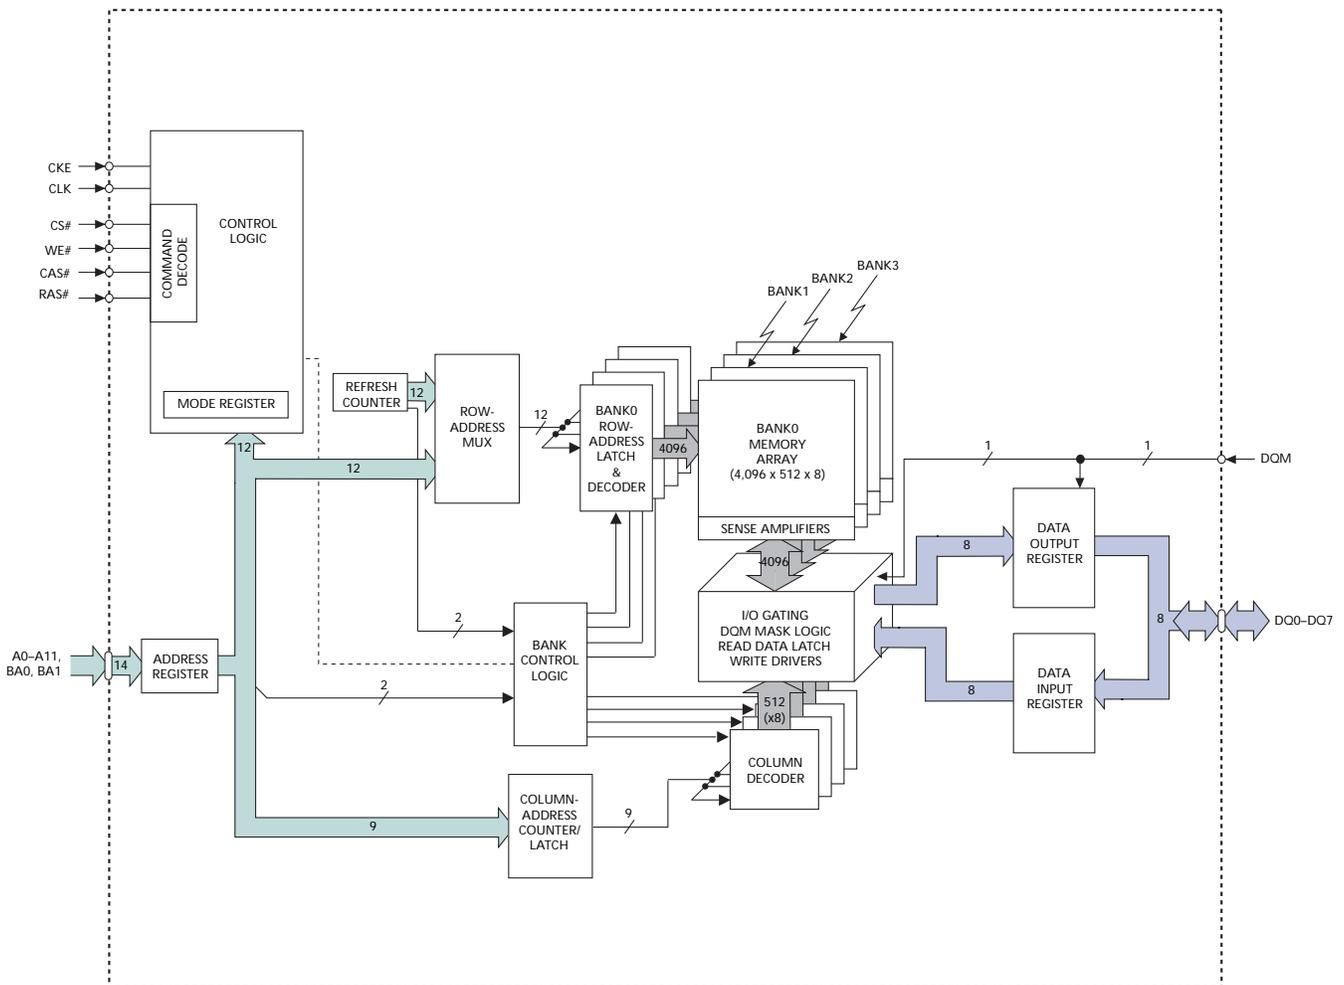 CKE
CLK
CS#
WE#
CAS#
RAS#
COMMAND
DECODE
CONTROL
LOGIC
MODE REGISTER
BANK1
BANK2
BANK3
REFRESH
COUNTER
12
ROW-
ADDRESS
MUX
12
12
12
BANK0
ROW-
ADDRESS
LATCH
&
DECODER
4096
BANK0
MEMORY
ARRAY
(4,096 x 512 x 8)
SENSE AMPLIFIERS
4096
I/O GATING
DQM MASK LOGIC
READ DATA LATCH
WRITE DRIVERS
1
1
DQM
DATA
OUTPUT
REGISTER
8
8
DQ0–DQ7
DATA
INPUT
REGISTER
8
A0–A11,
BA0, BA1
14
ADDRESS
REGISTER
2
2
BANK
CONTROL
LOGIC
512
(x8)
COLUMN
DECODER
COLUMN-
ADDRESS
COUNTER/
LATCH
9
9